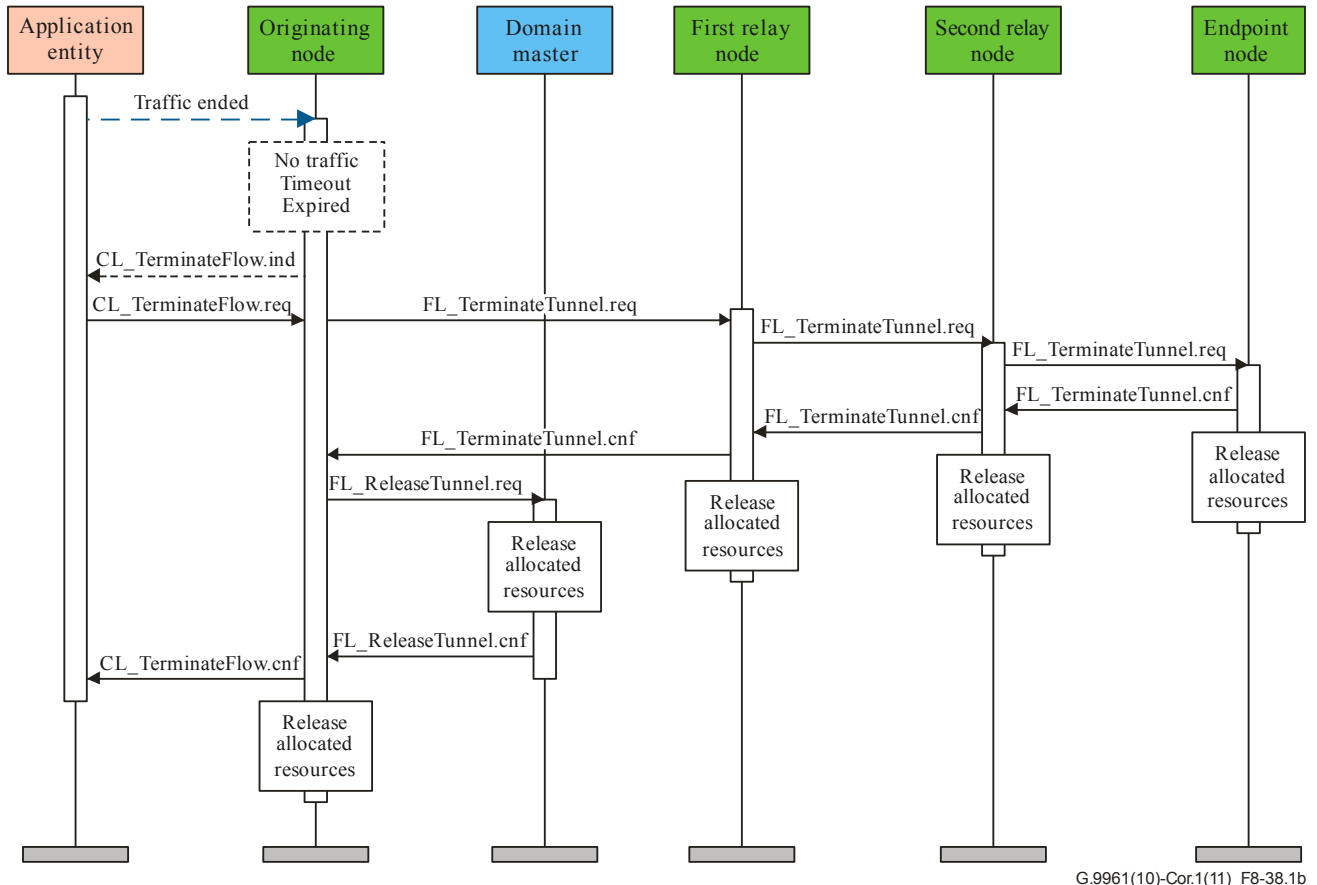 Application
entity
Originating
node
Domain
master
First relay
node
Second relay
node
Endpoint
node
Traffic ended
No traffic
Timeout
Expired
CL_TerminateFlow.ind
CL_TerminateFlow.req
FL_TerminateTunnel.req
FL_TerminateTunnel.req
FL_TerminateTunnel.req
FL_TerminateTunnel.cnf
FL_TerminateTunnel.cnf
FL_TerminateTunnel.cnf
Release
allocated
resources
Release
allocated
resources
Release
allocated
resources
FL_ReleaseTunnel.req
Release
allocated
resources
FL_ReleaseTunnel.cnf
CL_TerminateFlow.cnf
Release
allocated
resources
G.9961(10)-Cor.1(11)_F8-38.1b